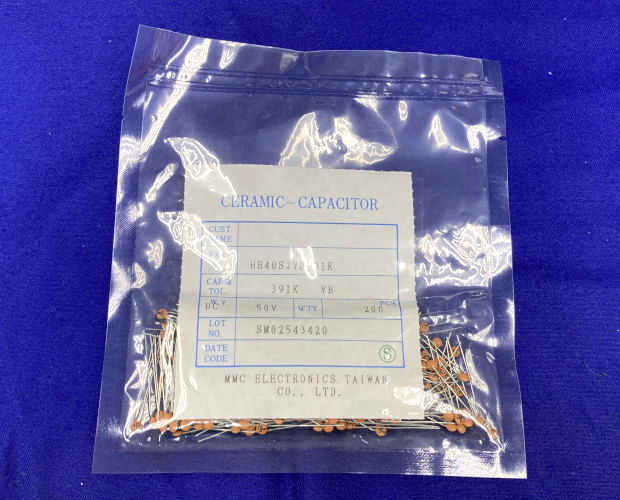 CERAMIC-CAPACITOR
CUST.
CAP &
TOL. 391K YB
W.V.
DC 50V Q'TY. 200 PCS
LOT
NO. SM02543420
DATE
CODE S
MMC ELECTRONICS TAIWAN
CO., LTD.